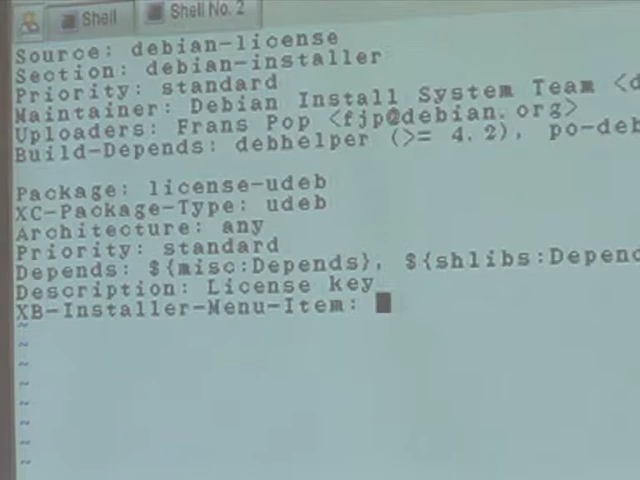 Shell
Shell No. 2
Source: debian-license
Section: debian-installer
Priority: standard
Maintainer: Debian Install System Team <d
Uploaders: Frans Pop <fjp@debian.org>
Build-Depends: debhelper (>= 4.2), po-deb
Package: license-udeb
XC-Package-Type: udeb
Architecture: any
Priority: standard
Depends: ${misc:Depends}, ${shlibs:Depend
Description: License key
XB-Installer-Menu-Item:
~
~
~
~
~
~
~
~